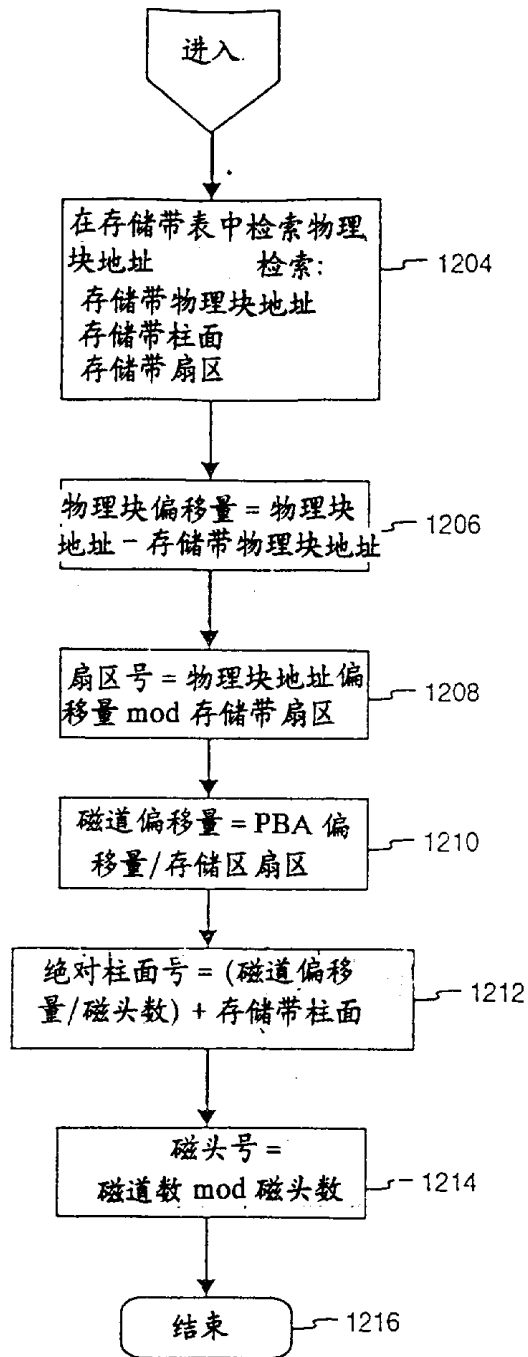 进入
在存储带表中检索物理
块地址 检索:
存储带物理块地址
存储带柱面
存储带扇区
1204
物理块偏移量=物理块
地址-存储带物理块地址
1206
扇区号=物理块地址偏
移量 mod 存储带扇区
1208
磁道偏移量=PBA 偏
移量/存储区扇区
1210
绝对柱面号=(磁道偏移
量/磁头数)+存储带柱面
1212
磁头号=
磁道数 mod 磁头数
1214
结束
1216